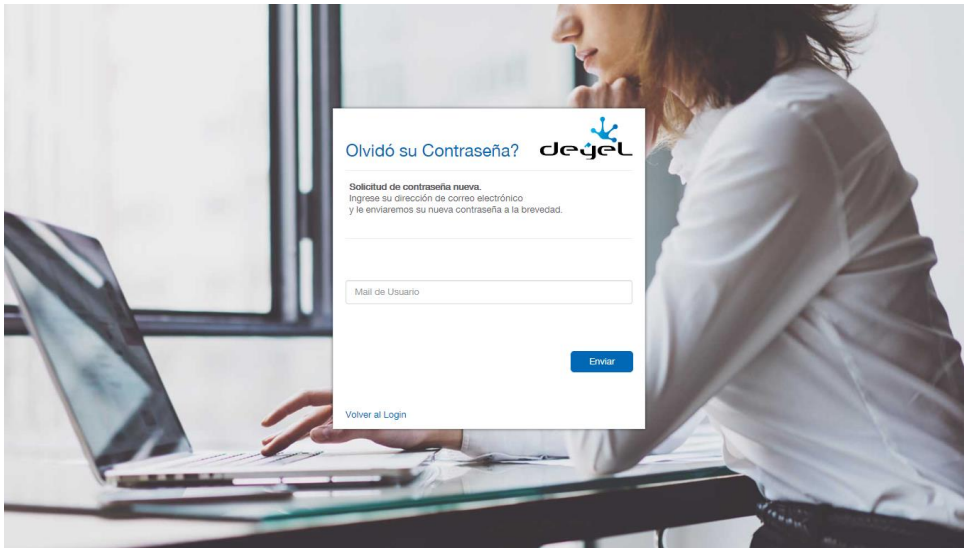 Olvidó su Contraseña?
deyel
Solicitud de contraseña nueva.
Ingrese su dirección de correo electrónico
y le enviaremos su nueva contraseña a la brevedad.
Mail de Usuario
Enviar
Volver al Login